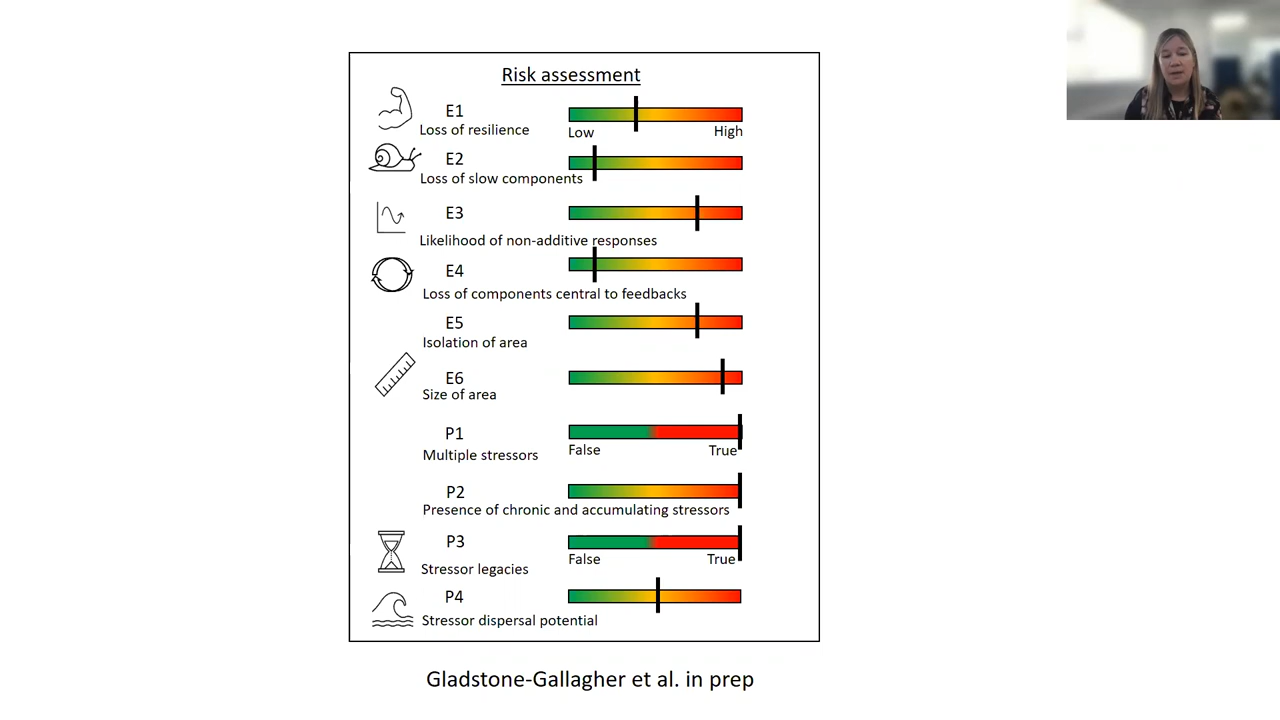 Risk assessment
E1
Loss of resilience
Low
High
E2
Loss of slow components
E3
Likelihood of non-additive responses
E4
Loss of components central to feedbacks
E5
Isolation of area
E6
Size of area
P1
Multiple stressors
False
True
P2
Presence of chronic and accumulating stressors
P3
Stressor legacies
False
True
P4
Stressor dispersal potential
Gladstone-Gallagher et al. in prep